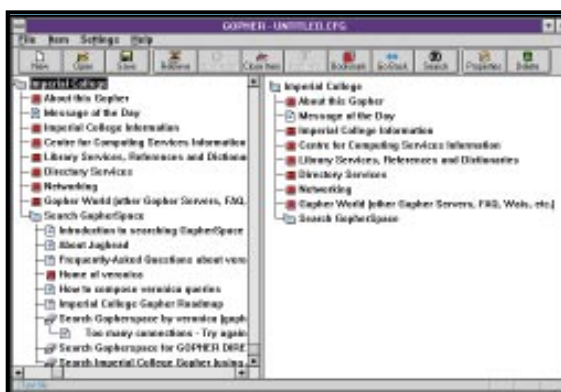 GOPHER - UNTITLED.CFG
File Item Settings Help
New Open Save Retrieve Close Item Bookmark Go Back Search Properties Delete
Imperial College
About this Gopher
Message of the Day
Imperial College Information
Centre for Computing Services Information
Library Services, References and Dictiona
Directory Services
Networking
Gopher World (other Gopher Servers, FAQ,
Search GopherSpace
Introduction to searching GopherSpace
About Jughead
Frequently-Asked Questions about vero
Home of veronica
How to compose veronica queries
Imperial College Gopher Roadmap
Search Gopherspace by veronica (goph
Too many connections - Try again
Search Gopherspace for GOPHER DIRE
Search Imperial College Gopher (using
Imperial College
About this Gopher
Message of the Day
Imperial College Information
Centre for Computing Services Information
Library Services, References and Dictionaries
Directory Services
Networking
Gopher World (other Gopher Servers, FAQ, Wais, etc.)
Search GopherSpace